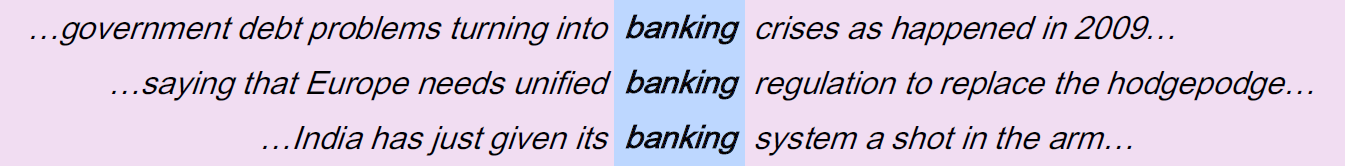 …government debt problems turning into banking crises as happened in 2009…
…saying that Europe needs unified banking regulation to replace the hodgepodge…
…India has just given its banking system a shot in the arm…